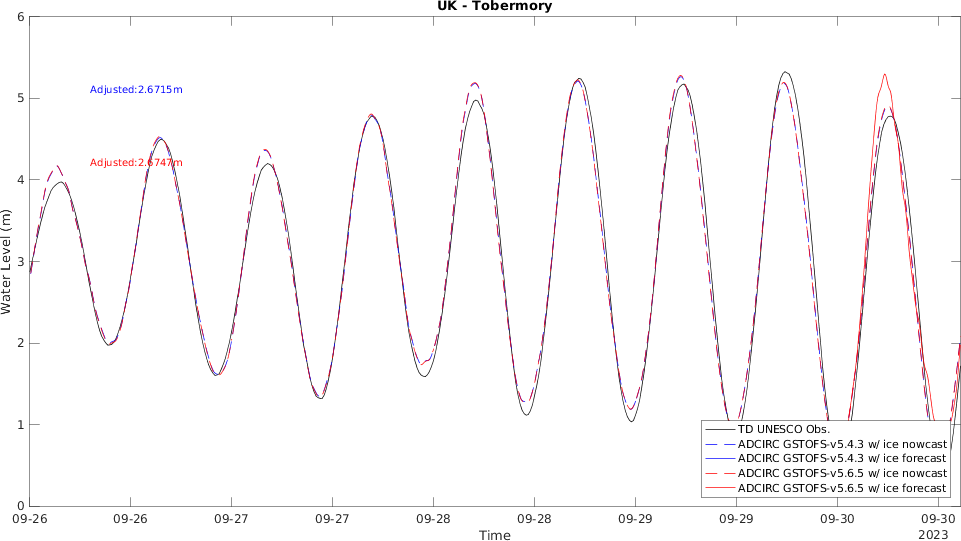 UK - Tobermory
6
5
4
3
2
1
0
Water Level (m)
Adjusted:2.6715m
Adjusted:2.6747m
TD UNESCO Obs.
ADCIRC GSTOFS-v5.4.3 w/ ice nowcast
ADCIRC GSTOFS-v5.4.3 w/ ice forecast
ADCIRC GSTOFS-v5.6.5 w/ ice nowcast
ADCIRC GSTOFS-v5.6.5 w/ ice forecast
09-26 09-26 09-27 09-27 09-28 09-28 09-29 09-29 09-30 09-30
Time
2023